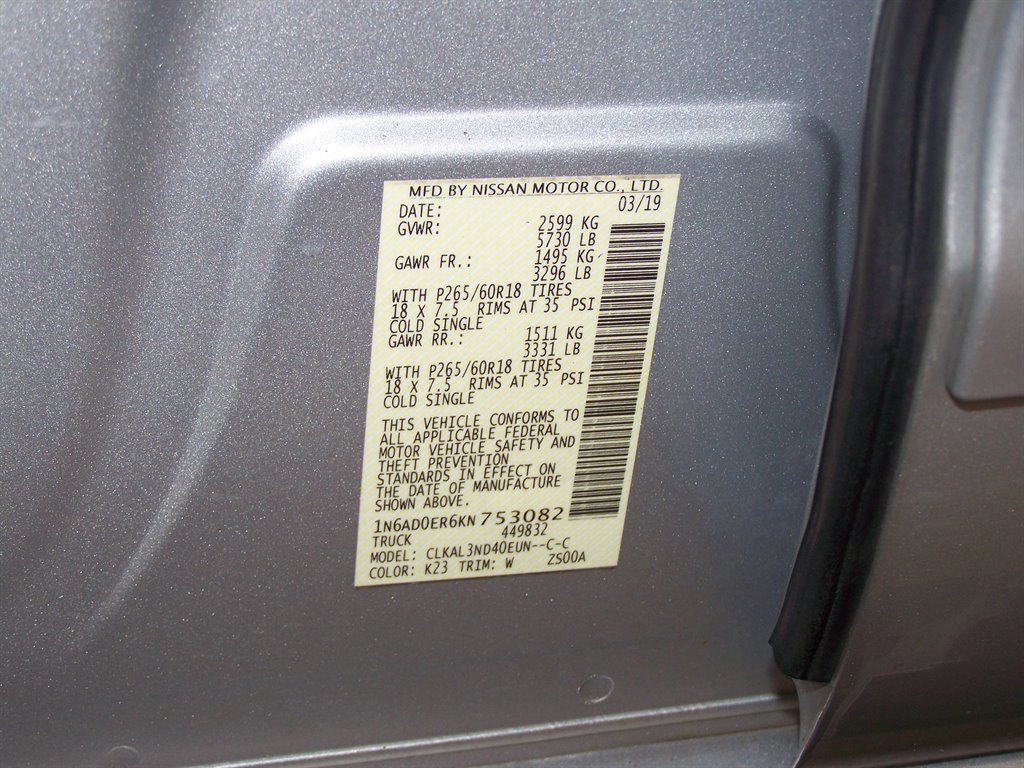 MFD BY NISSAN MOTOR CO., LTD.
DATE: 03/19
GVWR: 2599 KG
5730 LB
GAWR FR.: 1495 KG
3296 LB
WITH P265/60R18 TIRES
18 X 7.5 RIMS AT 35 PSI
COLD SINGLE
GAWR RR.: 1511 KG
3331 LB
WITH P265/60R18 TIRES
18 X 7.5 RIMS AT 35 PSI
COLD SINGLE
THIS VEHICLE CONFORMS TO
ALL APPLICABLE FEDERAL
MOTOR VEHICLE SAFETY AND
THEFT PREVENTION
STANDARDS IN EFFECT ON
THE DATE OF MANUFACTURE
SHOWN ABOVE.
1N6AD0ER6KN753082
TRUCK 449832
MODEL: CLKAL3ND40EUN--C-C
COLOR: K23 TRIM: W ZS00A